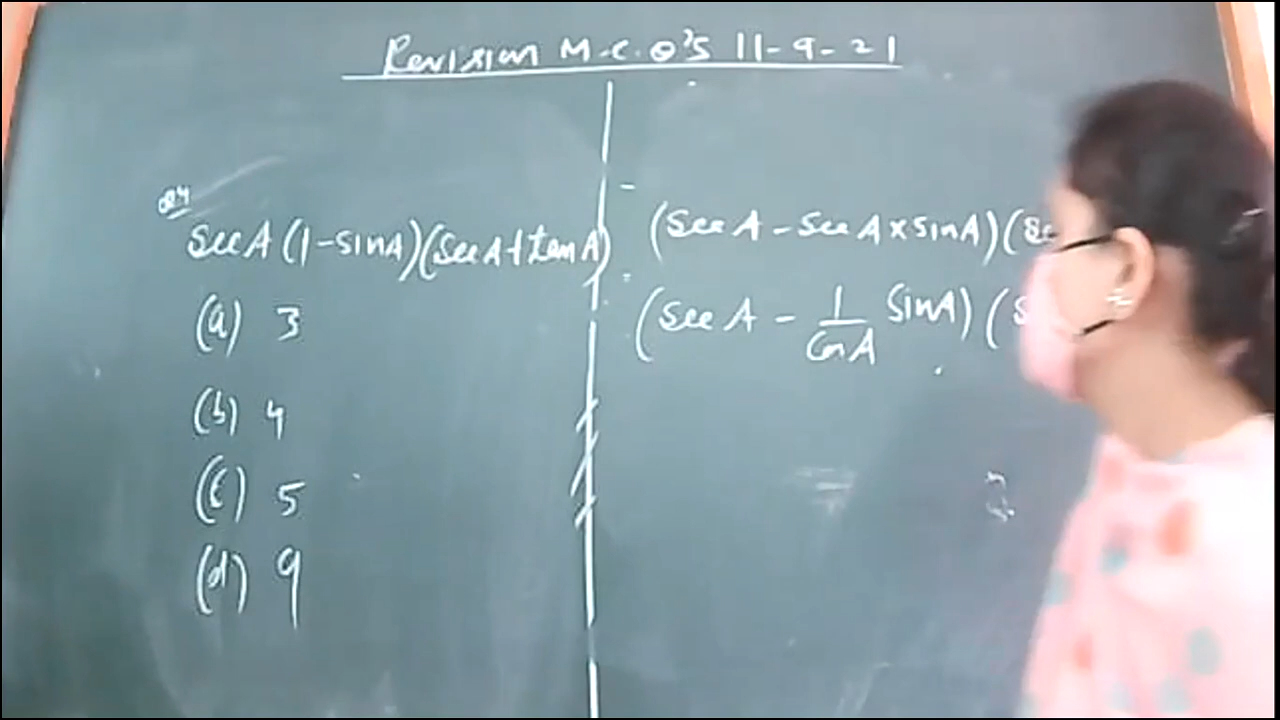 Revision M.C.Q's 11-9-21
Q4
secA (1-sinA)(secA+tanA)
(a) 3
(b) 4
(c) 5
(d) 9
(secA - secA×sinA)(se
(secA - 1/cosA sinA)(s